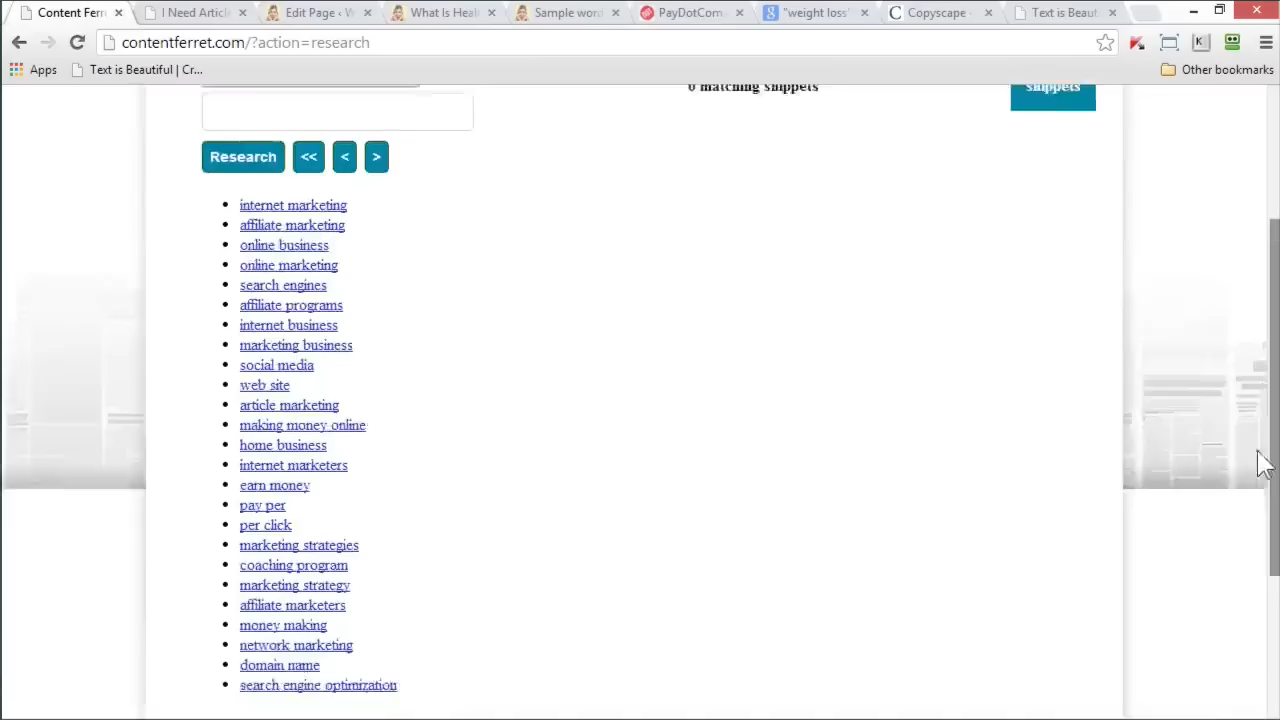 Content Ferr
I Need Article
Edit Page ‹ W
What Is Heal
Sample word
PayDotCom
"weight loss"
Copyscape -
Text is Beaut
contentferret.com/?action=research
Apps
Text is Beautiful | Cr...
Other bookmarks
0 matching snippets
snippets
Research
<<
<
>
internet marketing
affiliate marketing
online business
online marketing
search engines
affiliate programs
internet business
marketing business
social media
web site
article marketing
making money online
home business
internet marketers
earn money
pay per
per click
marketing strategies
coaching program
marketing strategy
affiliate marketers
money making
network marketing
domain name
search engine optimization